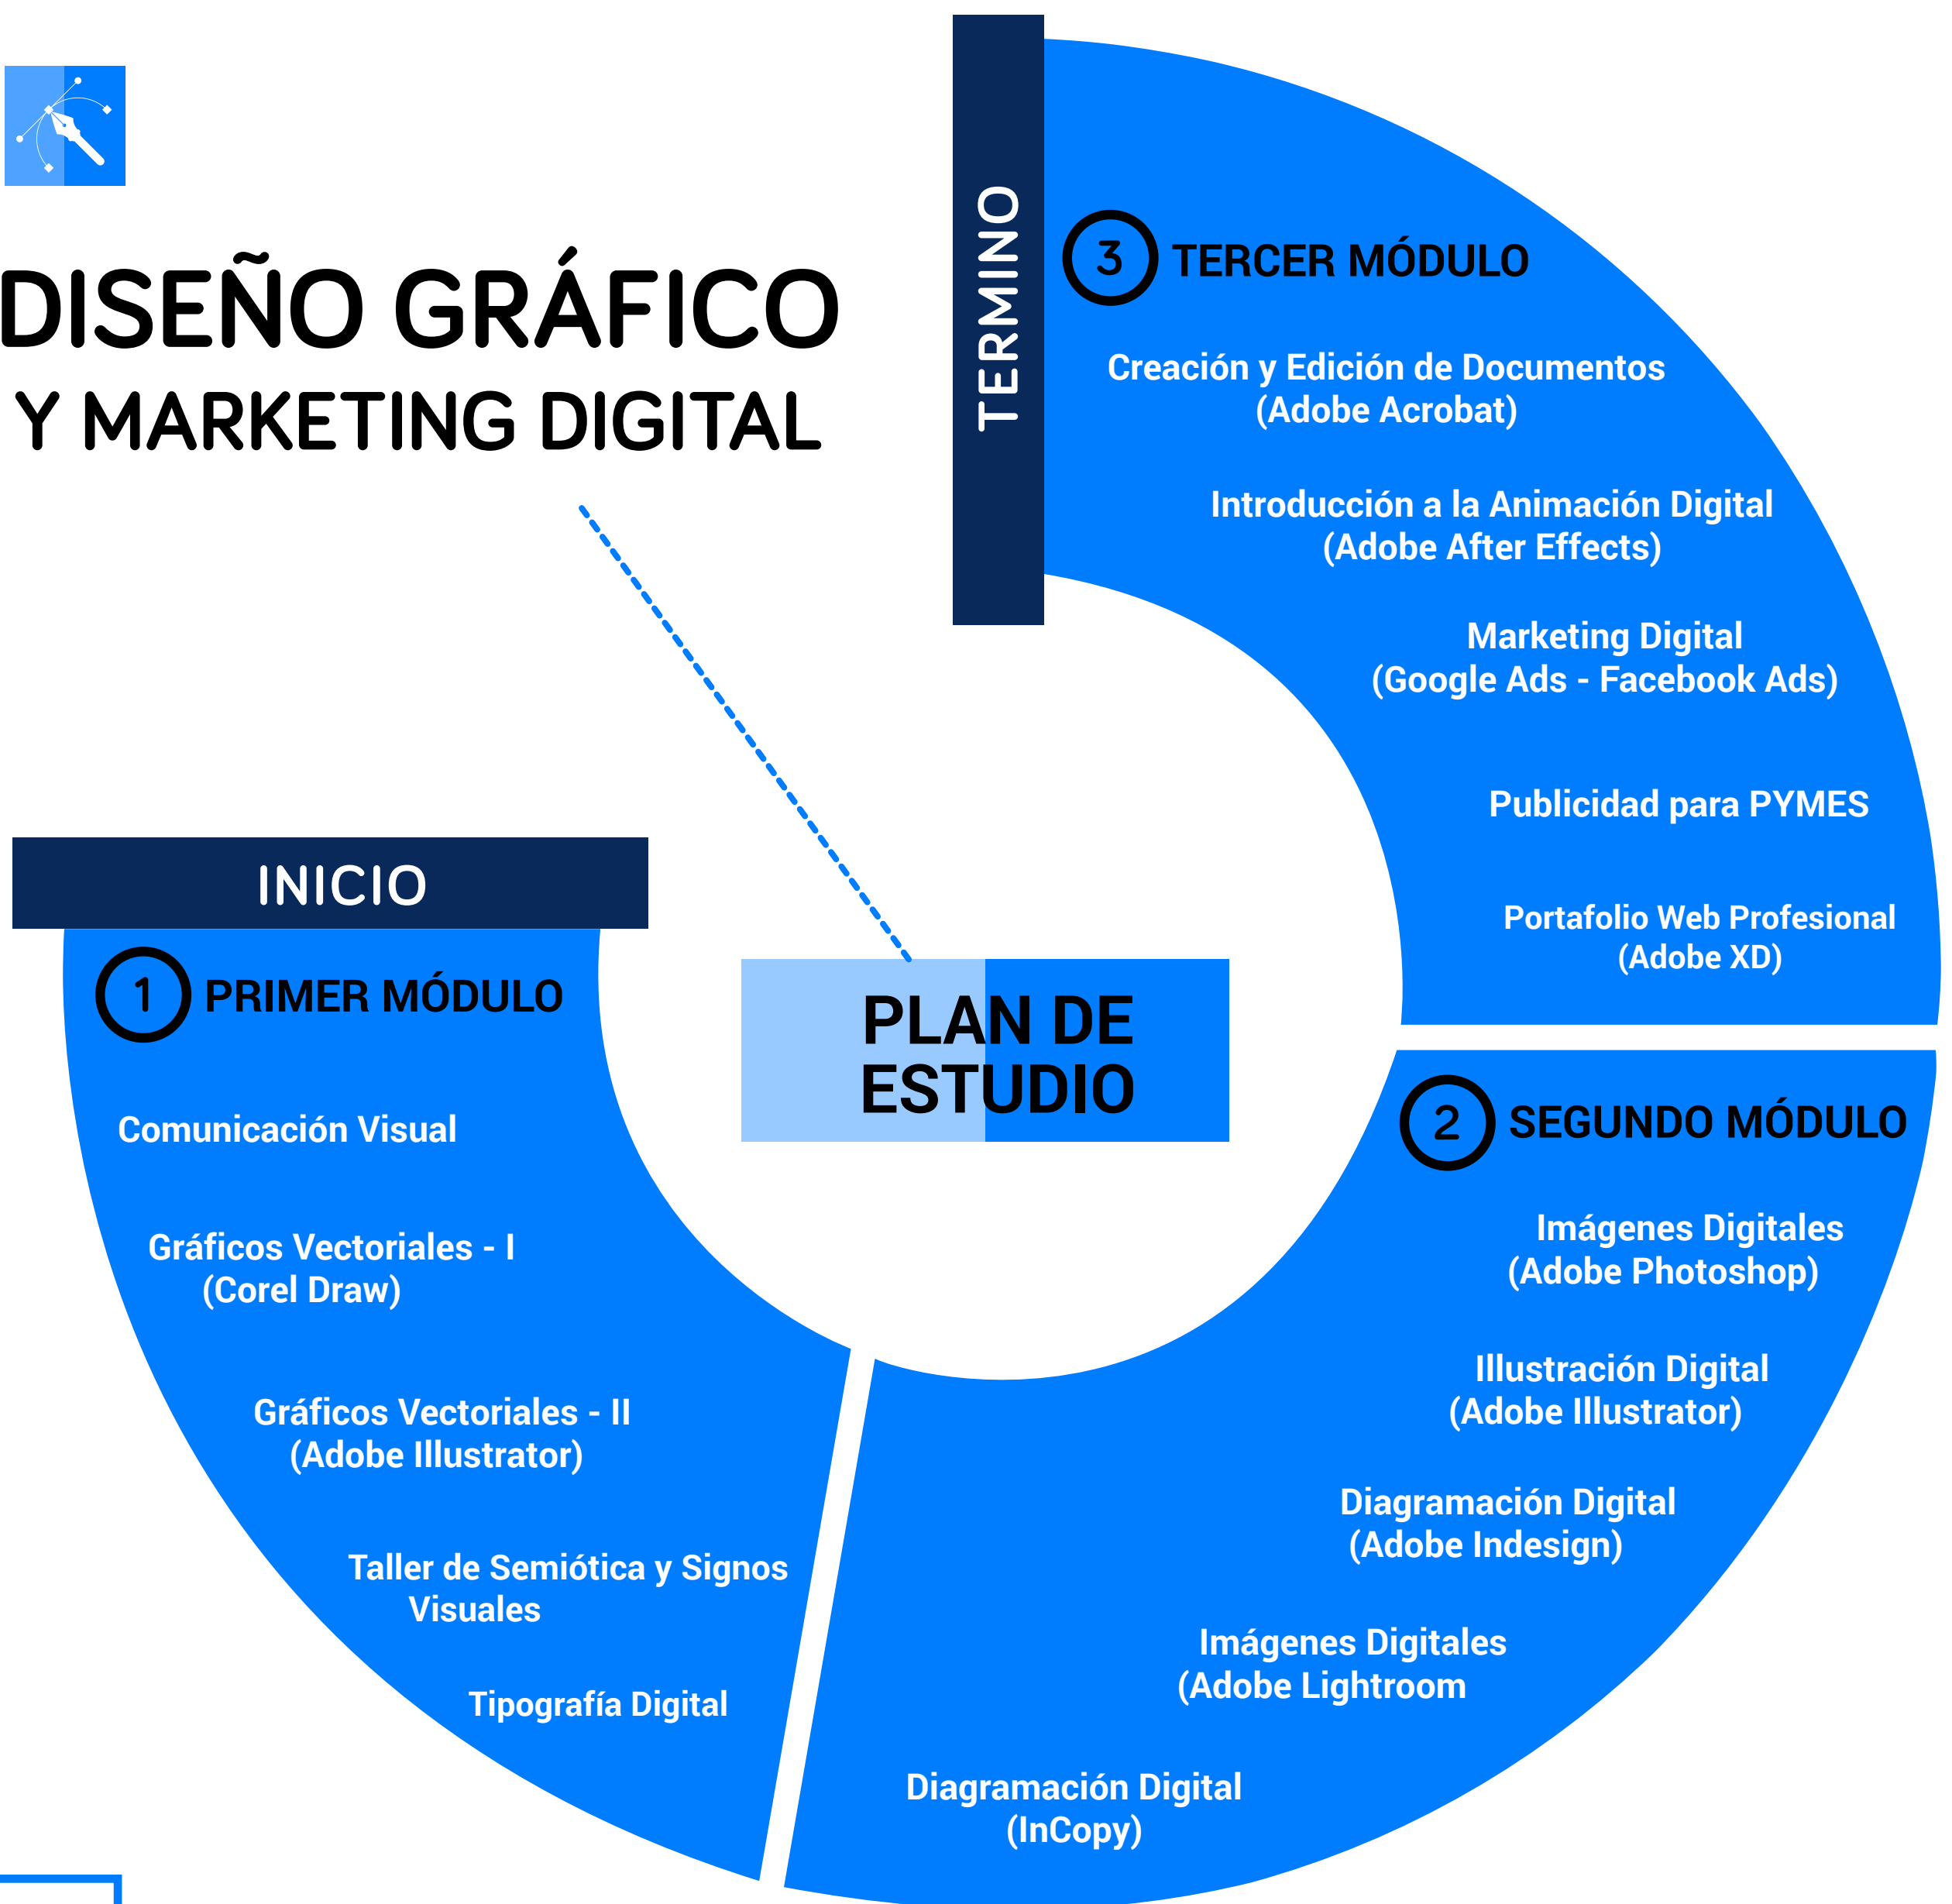 DISEÑO GRÁFICO
Y MARKETING DIGITAL
PLAN DE
ESTUDIO
INICIO
1 PRIMER MÓDULO
Comunicación Visual
Gráficos Vectoriales - I
(Corel Draw)
Gráficos Vectoriales - II
(Adobe Illustrator)
Taller de Semiótica y Signos
Visuales
Tipografía Digital
2 SEGUNDO MÓDULO
Imágenes Digitales
(Adobe Photoshop)
Illustración Digital
(Adobe Illustrator)
Diagramación Digital
(Adobe Indesign)
Imágenes Digitales
(Adobe Lightroom
Diagramación Digital
(InCopy)
TERMINO
3 TERCER MÓDULO
Creación y Edición de Documentos
(Adobe Acrobat)
Introducción a la Animación Digital
(Adobe After Effects)
Marketing Digital
(Google Ads - Facebook Ads)
Publicidad para PYMES
Portafolio Web Profesional
(Adobe XD)